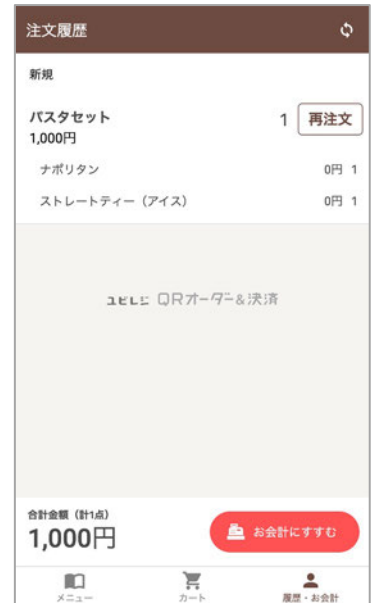 注文履歴
新規
パスタセット 1 再注文
1,000円
ナポリタン 0円 1
ストレートティー（アイス） 0円 1
ユビレジ QRオーダー&決済
合計金額（計1点）
1,000円
お会計にすすむ
メニュー カート 履歴・お会計